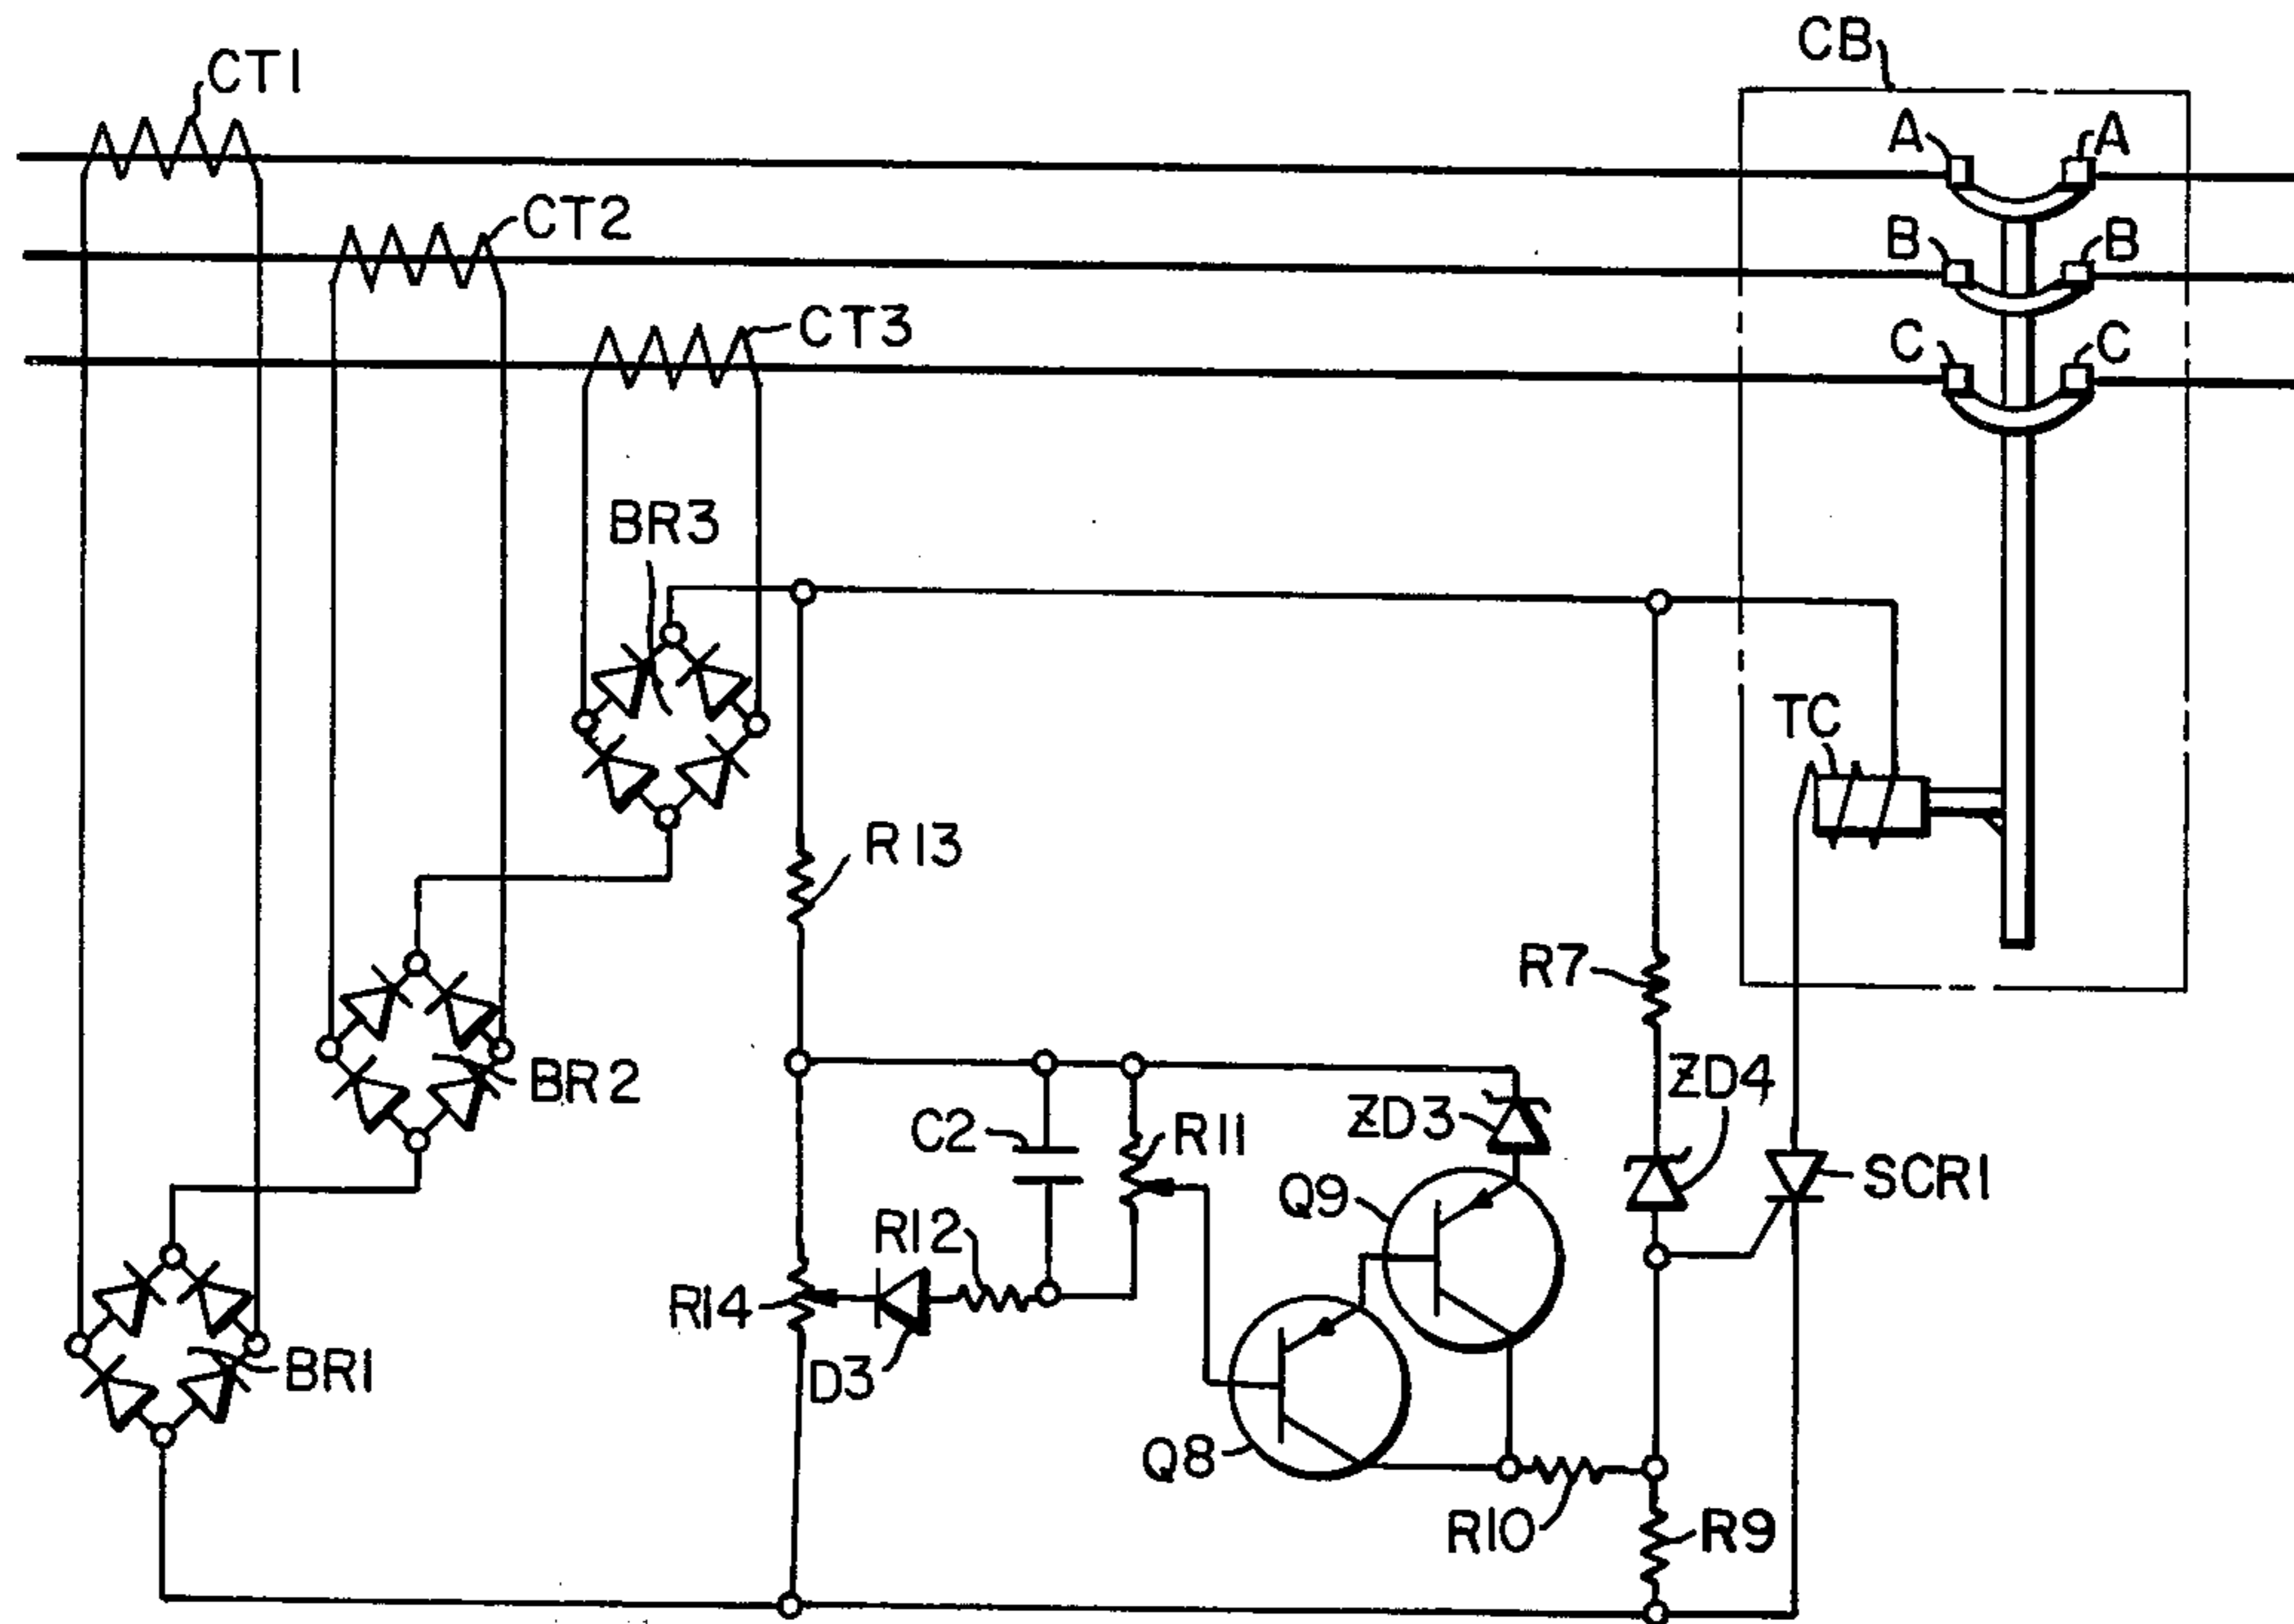 CB
CT1
A
A
CT2
B
B
CT3
C
C
BR3
TC
R13
R7
ZD4
BR2
C2
R11
ZD3
SCR1
Q9
R12
R14
D3
BR1
Q8
R10
R9